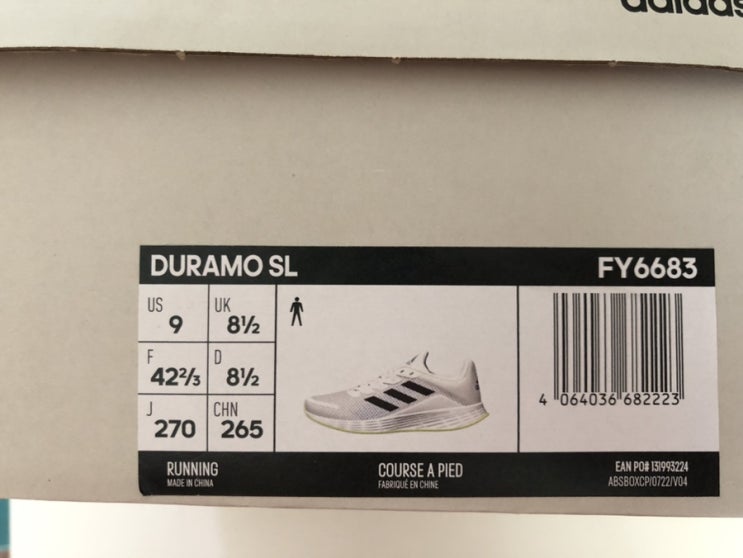 adidas
DURAMO SL FY6683
US 9 UK 8½
F 42⅔ D 8½
J 270 CHN 265
4 064036 682223
RUNNING COURSE A PIED EAN PO# 131993224
MADE IN CHINA FABRIQUÉ EN CHINE ABSBOXCP/0722/V04